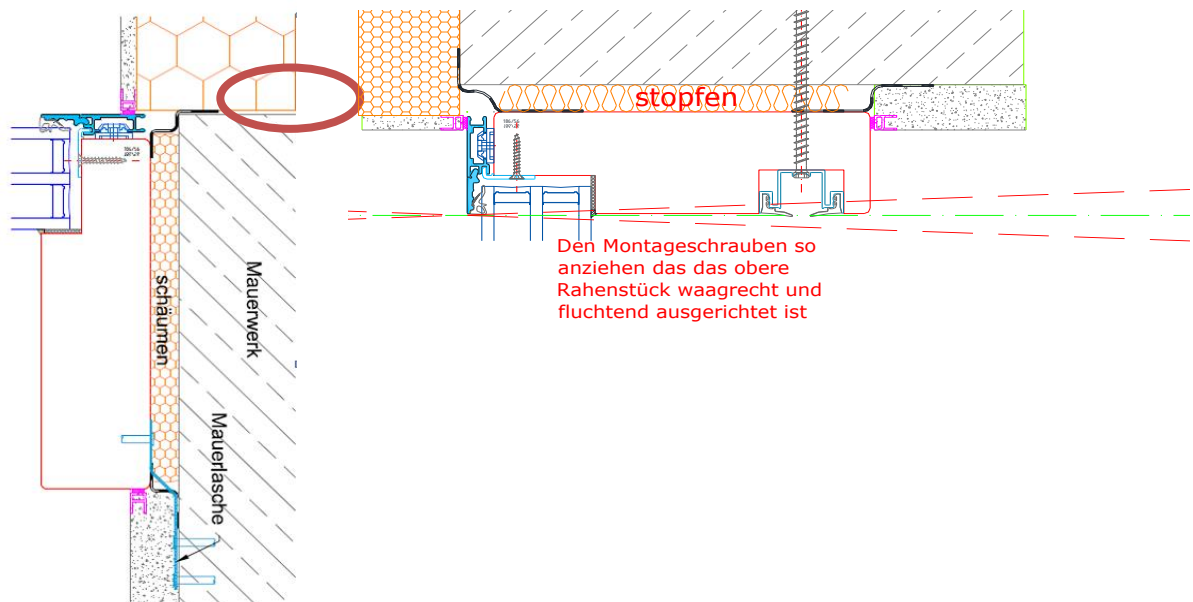 stopfen
Den Montageschrauben so
anziehen das das obere
Rahenstück waagrecht und
fluchtend ausgerichtet ist
schäumen
Mauerwerk
Mauerlasche